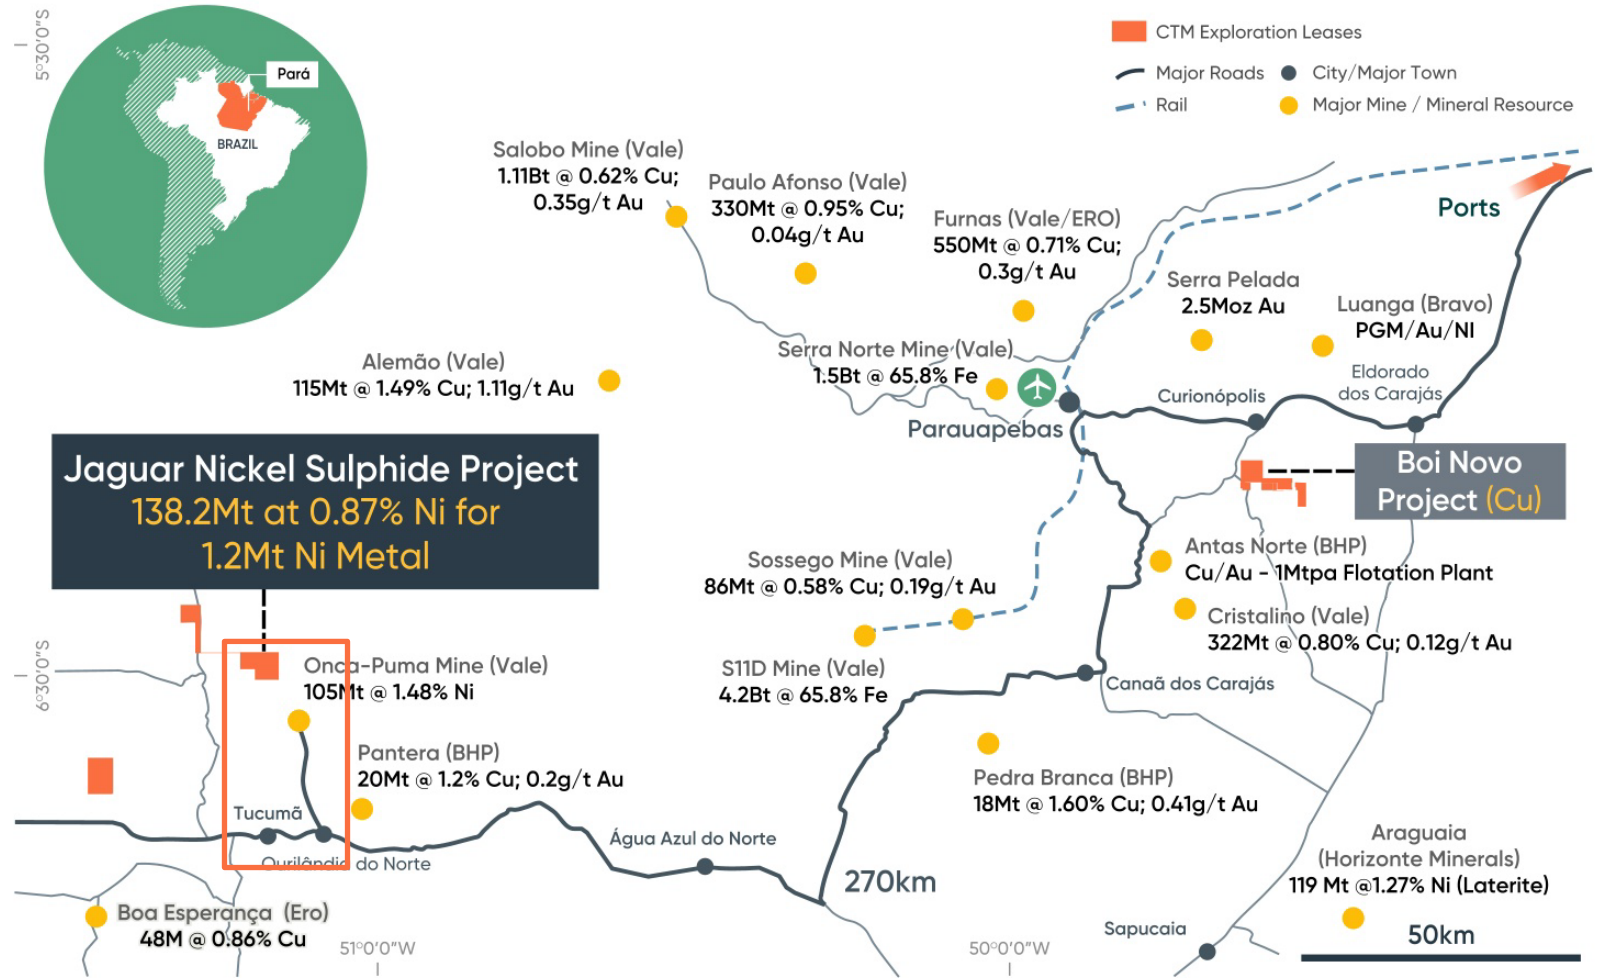 5°30'0"S
Pará
BRAZIL
CTM Exploration Leases
Major Roads
City/Major Town
Rail
Major Mine / Mineral Resource
Salobo Mine (Vale)
1.11Bt @ 0.62% Cu;
0.35g/t Au
Paulo Afonso (Vale)
330Mt @ 0.95% Cu;
0.04g/t Au
Furnas (Vale/ERO)
550Mt @ 0.71% Cu;
0.3g/t Au
Ports
Serra Pelada
2.5Moz Au
Luanga (Bravo)
PGM/Au/NI
Alemão (Vale)
115Mt @ 1.49% Cu; 1.11g/t Au
Serra Norte Mine (Vale)
1.5Bt @ 65.8% Fe
Parauapebas
Curionópolis
Eldorado
dos Carajás
Jaguar Nickel Sulphide Project
138.2Mt at 0.87% Ni for
1.2Mt Ni Metal
Boi Novo
Project (Cu)
Sossego Mine (Vale)
86Mt @ 0.58% Cu; 0.19g/t Au
Antas Norte (BHP)
Cu/Au - 1Mtpa Flotation Plant
Cristalino (Vale)
322Mt @ 0.80% Cu; 0.12g/t Au
6°30'0"S
Onca-Puma Mine (Vale)
105Mt @ 1.48% Ni
S11D Mine (Vale)
4.2Bt @ 65.8% Fe
Canaã dos Carajás
Pantera (BHP)
20Mt @ 1.2% Cu; 0.2g/t Au
Pedra Branca (BHP)
18Mt @ 1.60% Cu; 0.41g/t Au
Tucumã
Ourilândia do Norte
Água Azul do Norte
270km
Araguaia
(Horizonte Minerals)
119 Mt @1.27% Ni (Laterite)
Boa Esperança (Ero)
48M @ 0.86% Cu
51°0'0"W
50°0'0"W
Sapucaia
50km